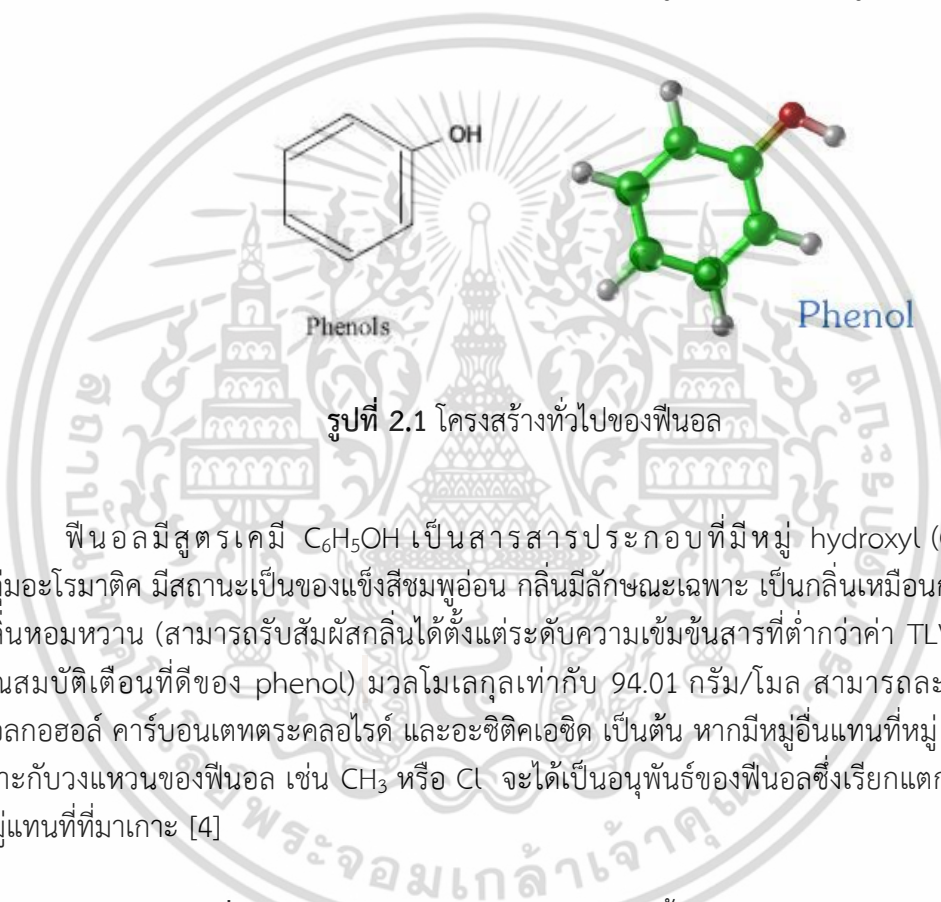 OH
Phenols
Phenol
รูปที่ 2.1 โครงสร้างทั่วไปของฟีนอล
ฟีนอลมีสูตรเคมี C₆H₅OH เป็นสารสารประกอบที่มีหมู่ hydroxyl
อะโรมาติค มีสถานะเป็นของแข็งสีชมพูอ่อน กลิ่นมีลักษณะเฉพาะ เป็นกลิ่นเหมือน
หอมหวาน (สามารถรับสัมผัสกลิ่นได้ตั้งแต่ระดับความเข้มข้นสารที่ต่ำกว่าค่า
สมบัติเตือนที่ดีของ phenol) มวลโมเลกุลเท่ากับ 94.01 กรัม/โมล สามารถ
ลกอฮอล์ คาร์บอนเตทตระคลอไรด์ และอะซิติคเอซิด เป็นต้น หากมีหมู่อื่นแทนที่หมู่
กับวงแหวนของฟีนอล เช่น CH₃ หรือ Cl จะได้เป็นอนุพันธ์ของฟีนอลซึ่งเรียก
แทนที่ที่มาเกาะ [4]
พระจอมเกล้าเจ้าคุณทหาร